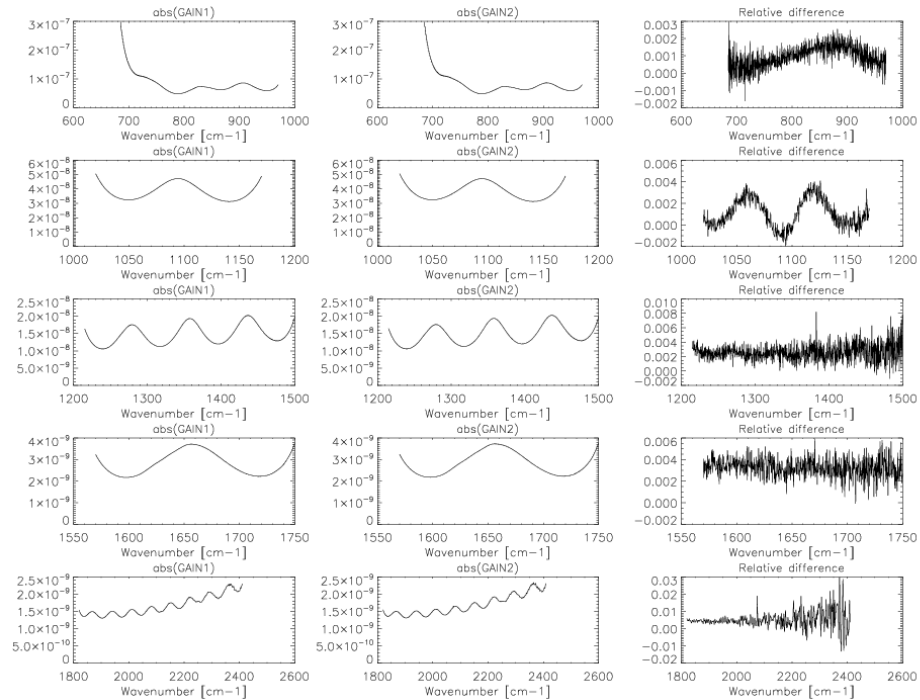 abs(GAIN1) abs(GAIN2) Relative difference
3×10⁻⁷ 3×10⁻⁷ 0.003
2×10⁻⁷ 2×10⁻⁷ 0.002
0.001
1×10⁻⁷ 1×10⁻⁷ 0.000
−0.001
0 0 −0.002
600 700 800 900 1000 600 700 800 900 1000 600 700 800 900 1000
Wavenumber [cm−1] Wavenumber [cm−1] Wavenumber [cm−1]
abs(GAIN1) abs(GAIN2) Relative difference
6×10⁻⁸ 6×10⁻⁸ 0.006
5×10⁻⁸ 5×10⁻⁸
4×10⁻⁸ 4×10⁻⁸ 0.004
3×10⁻⁸ 3×10⁻⁸ 0.002
2×10⁻⁸ 2×10⁻⁸
1×10⁻⁸ 1×10⁻⁸ 0.000
0 0 −0.002
1000 1050 1100 1150 1200 1000 1050 1100 1150 1200 1000 1050 1100 1150 1200
Wavenumber [cm−1] Wavenumber [cm−1] Wavenumber [cm−1]
abs(GAIN1) abs(GAIN2) Relative difference
2.5×10⁻⁸ 2.5×10⁻⁸ 0.010
2.0×10⁻⁸ 2.0×10⁻⁸ 0.008
1.5×10⁻⁸ 1.5×10⁻⁸ 0.006
0.004
1.0×10⁻⁸ 1.0×10⁻⁸ 0.002
5.0×10⁻⁹ 5.0×10⁻⁹ 0.000
0 0 −0.002
1200 1300 1400 1500 1200 1300 1400 1500 1200 1300 1400 1500
Wavenumber [cm−1] Wavenumber [cm−1] Wavenumber [cm−1]
abs(GAIN1) abs(GAIN2) Relative difference
4×10⁻⁹ 4×10⁻⁹ 0.006
3×10⁻⁹ 3×10⁻⁹ 0.004
2×10⁻⁹ 2×10⁻⁹ 0.002
1×10⁻⁹ 1×10⁻⁹ 0.000
0 0 −0.002
1550 1600 1650 1700 1750 1550 1600 1650 1700 1750 1550 1600 1650 1700 1750
Wavenumber [cm−1] Wavenumber [cm−1] Wavenumber [cm−1]
abs(GAIN1) abs(GAIN2) Relative difference
2.5×10⁻⁹ 2.5×10⁻⁹ 0.03
2.0×10⁻⁹ 2.0×10⁻⁹ 0.02
1.5×10⁻⁹ 1.5×10⁻⁹ 0.01
1.0×10⁻⁹ 1.0×10⁻⁹ 0.00
5.0×10⁻¹⁰ 5.0×10⁻¹⁰ −0.01
0 0 −0.02
1800 2000 2200 2400 2600 1800 2000 2200 2400 2600 1800 2000 2200 2400 2600
Wavenumber [cm−1] Wavenumber [cm−1] Wavenumber [cm−1]